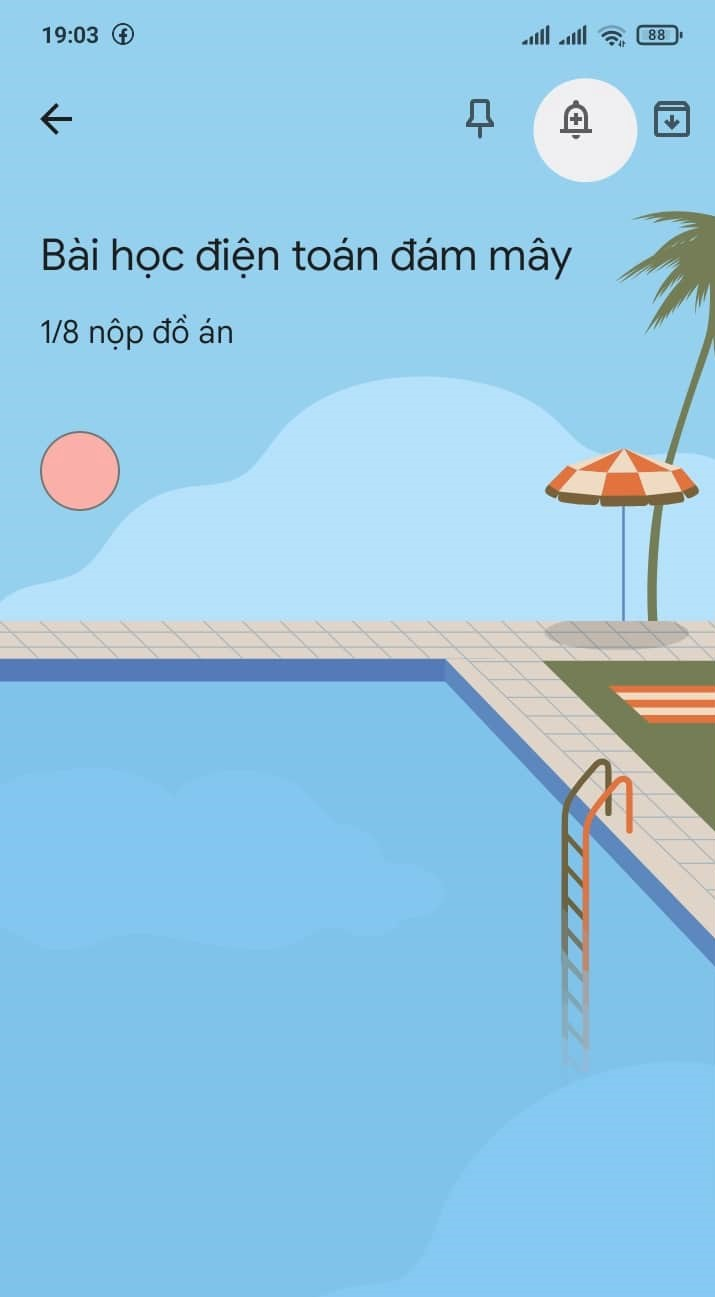 19:03
88
Bài học điện toán đám mây
1/8 nộp đồ án